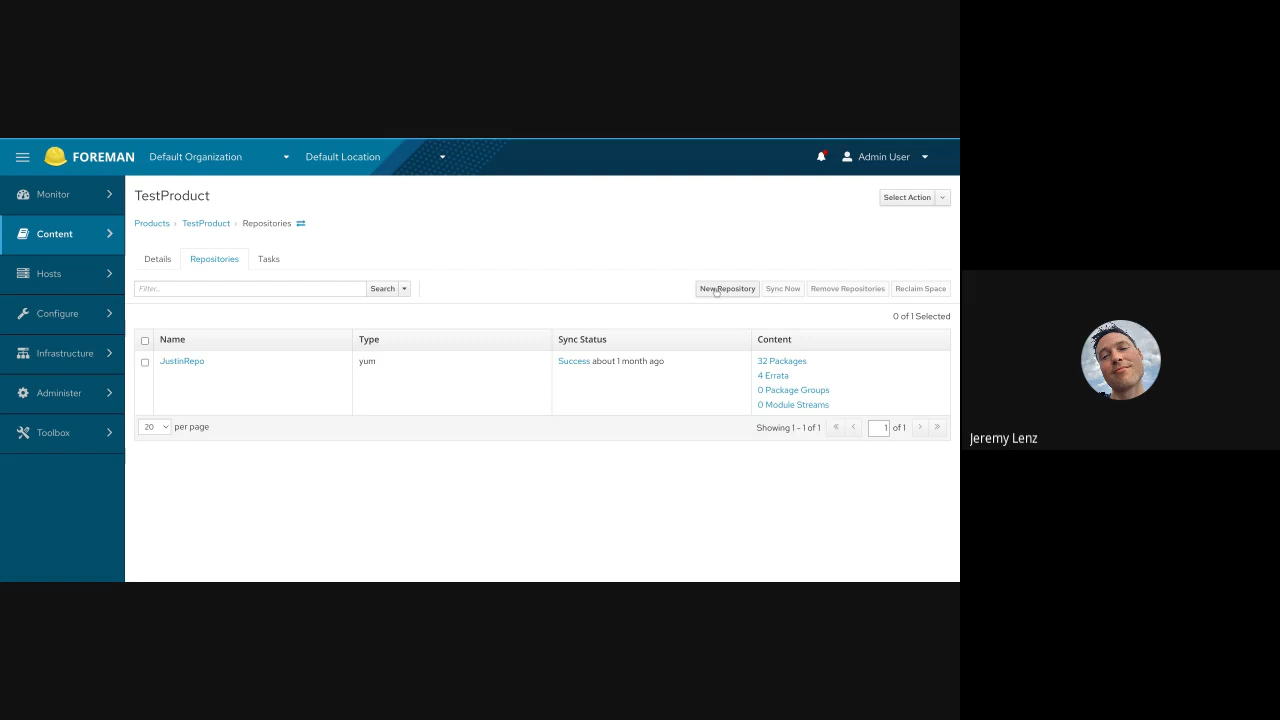 FOREMAN Default Organization Default Location Admin User
Monitor
Content
Hosts
Configure
Infrastructure
Administer
Toolbox
TestProduct
Select Action
Products › TestProduct › Repositories
Details Repositories Tasks
Filter... Search New Repository Sync Now Remove Repositories Reclaim Space
0 of 1 Selected
Name Type Sync Status Content
JustinRepo yum Success about 1 month ago 32 Packages
4 Errata
0 Package Groups
0 Module Streams
20 per page Showing 1 - 1 of 1 « ‹ 1 of 1 › »
Jeremy Lenz